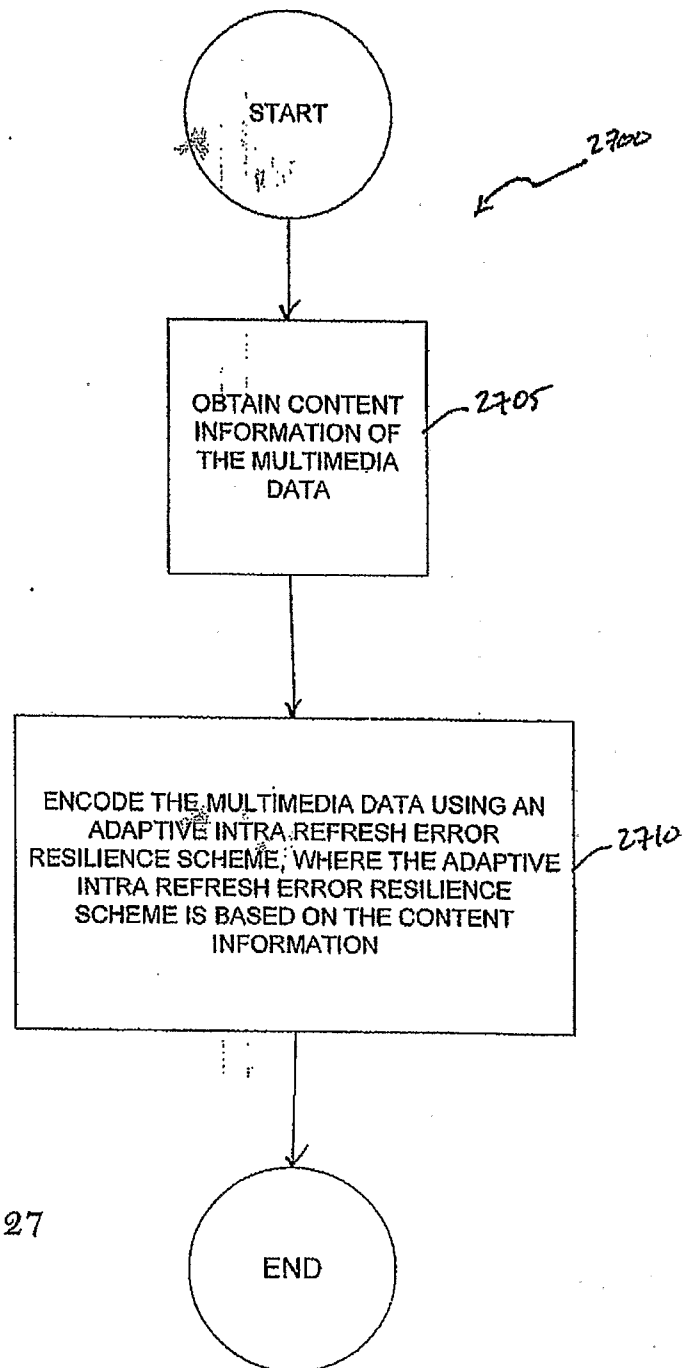 START
2700
OBTAIN CONTENT
INFORMATION OF
THE MULTIMEDIA
DATA
2705
ENCODE THE MULTIMEDIA DATA USING AN
ADAPTIVE INTRA REFRESH ERROR
RESILIENCE SCHEME, WHERE THE ADAPTIVE
INTRA REFRESH ERROR RESILIENCE
SCHEME IS BASED ON THE CONTENT
INFORMATION
2710
27
END